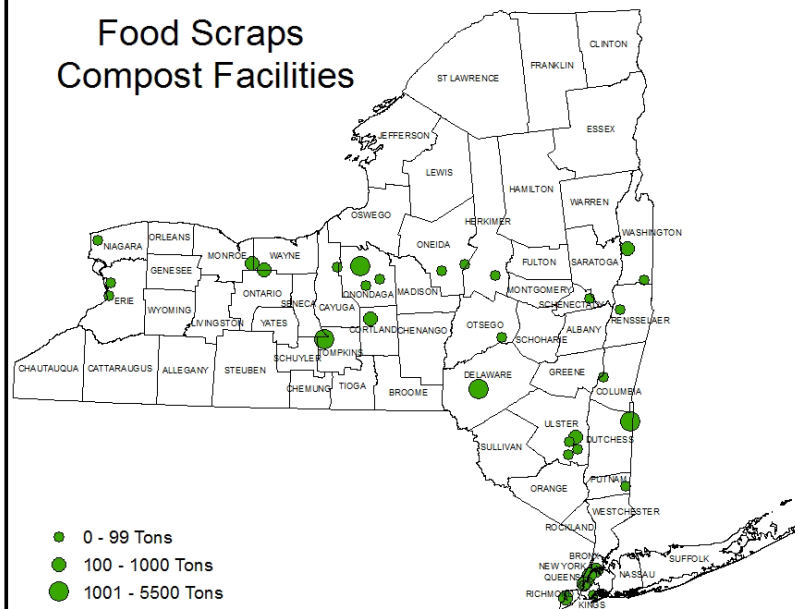 Food Scraps
Compost Facilities
CLINTON
FRANKLIN
ST LAWRENCE
ESSEX
JEFFERSON
LEWIS
HAMILTON
WARREN
HERKIMER
OSWEGO
WASHINGTON
ONEIDA
ORLEANS
NIAGARA
MONROE
WAYNE
FULTON
SARATOGA
GENESEE
MONTGOMERY
ONTARIO
ONONDAGA
MADISON
SCHENECTADY
ERIE
SENECA
CAYUGA
WYOMING
LIVINGSTON
YATES
RENSSELAER
CORTLAND
CHENANGO
OTSEGO
ALBANY
SCHOHARIE
TOMPKINS
SCHUYLER
CHAUTAUQUA
CATTARAUGUS
ALLEGANY
STEUBEN
GREENE
DELAWARE
CHEMUNG
TIOGA
BROOME
COLUMBIA
ULSTER
DUTCHESS
SULLIVAN
PUTNAM
ORANGE
WESTCHESTER
ROCKLAND
0 - 99 Tons
100 - 1000 Tons
1001 - 5500 Tons
BRONX
NEW YORK
SUFFOLK
QUEENS
NASSAU
RICHMOND
KINGS